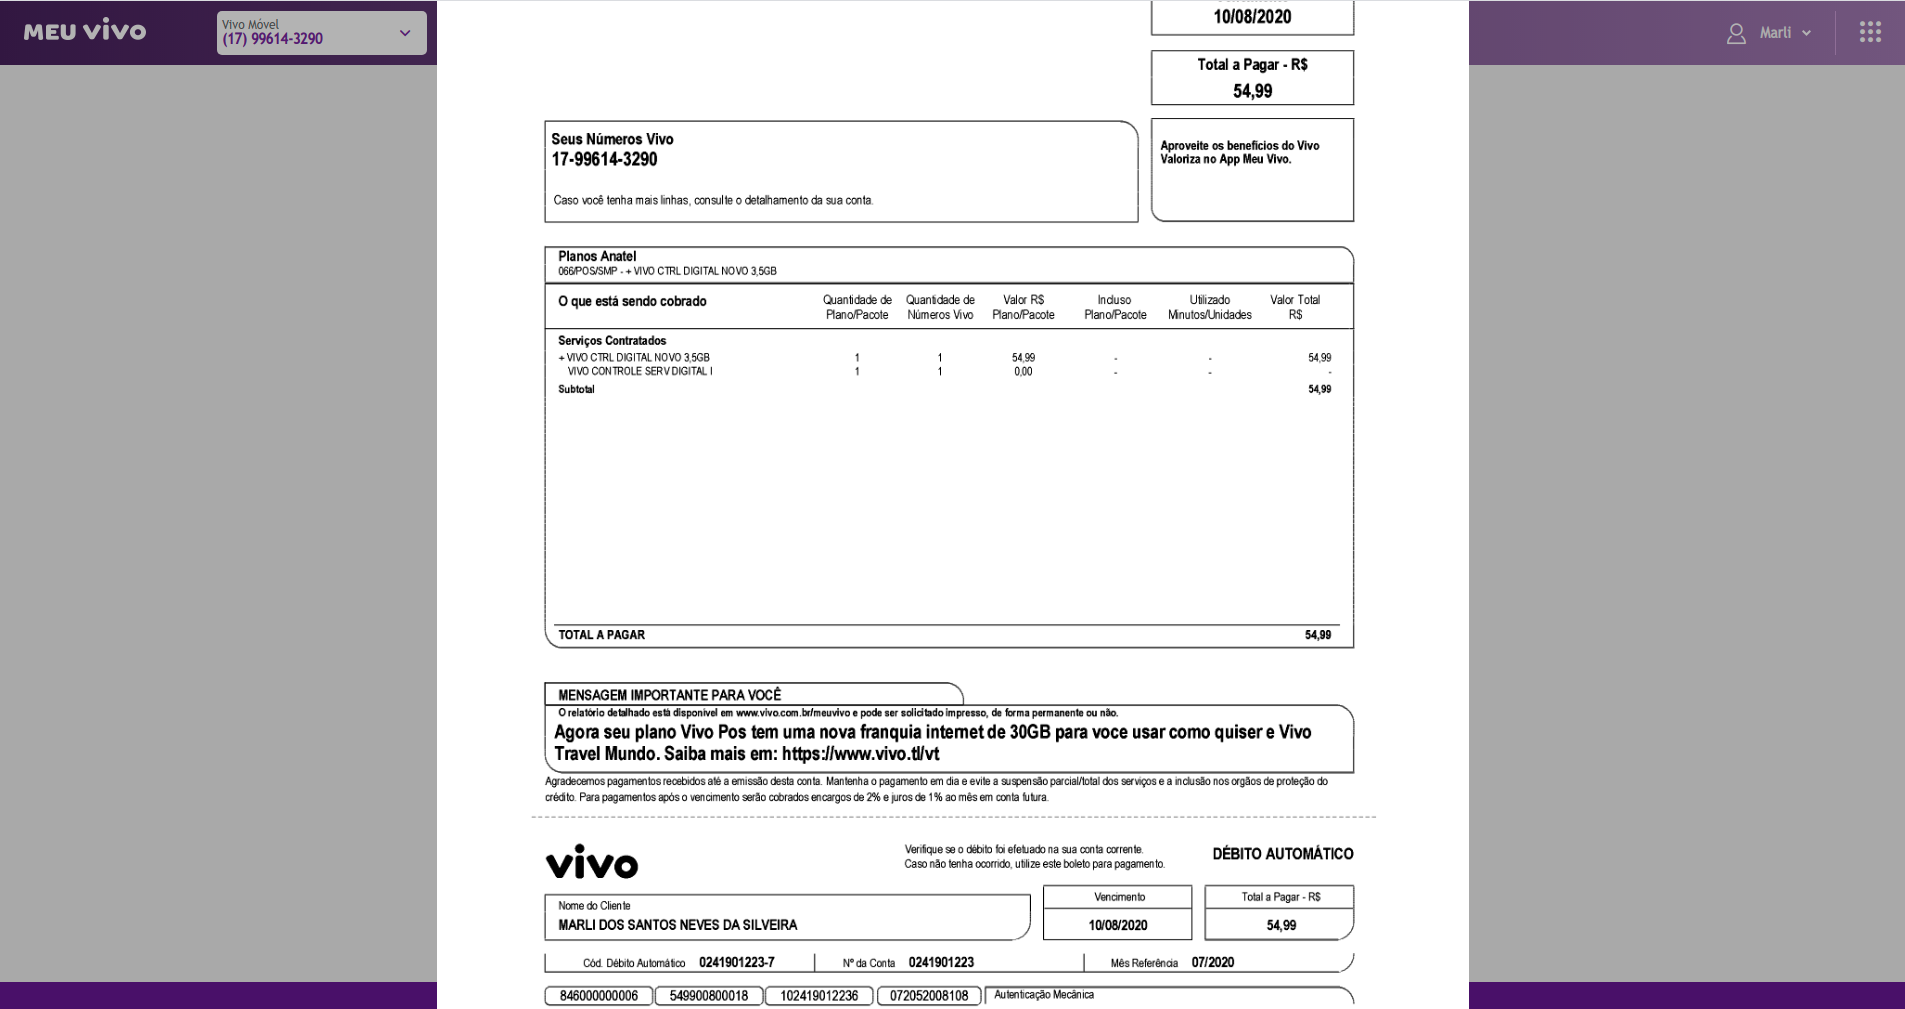 MEU vivo
Vivo Móvel
(17) 99614-3290
Marli
10/08/2020
Total a Pagar - R$
54,99
Seus Números Vivo
17-99614-3290
Caso você tenha mais linhas, consulte o detalhamento da sua conta.
Aproveite os benefícios do Vivo
Valoriza no App Meu Vivo.
Planos Anatel
066/POS/SMP - + VIVO CTRL DIGITAL NOVO 3,5GB
O que está sendo cobrado Quantidade de Quantidade de Valor R$ Incluso Utilizado Valor Total
Plano/Pacote Números Vivo Plano/Pacote Plano/Pacote Minutos/Unidades R$
Serviços Contratados
+ VIVO CTRL DIGITAL NOVO 3,5GB 1 1 54,99 - - 54,99
VIVO CONTROLE SERV DIGITAL I 1 1 0,00 - - -
Subtotal 54,99
TOTAL A PAGAR 54,99
MENSAGEM IMPORTANTE PARA VOCÊ
O relatório detalhado está disponível em www.vivo.com.br/meuvivo e pode ser solicitado impresso, de forma permanente ou não.
Agora seu plano Vivo Pos tem uma nova franquia internet de 30GB para voce usar como quiser e Vivo
Travel Mundo. Saiba mais em: https://www.vivo.tl/vt
Agradecemos pagamentos recebidos até a emissão desta conta. Mantenha o pagamento em dia e evite a suspensão parcial/total dos serviços e a inclusão nos orgãos de proteção do
crédito. Para pagamentos após o vencimento serão cobrados encargos de 2% e juros de 1% ao mês em conta futura.
vivo
Verifique se o débito foi efetuado na sua conta corrente.
Caso não tenha ocorrido, utilize este boleto para pagamento.
DÉBITO AUTOMÁTICO
Nome do Cliente
MARLI DOS SANTOS NEVES DA SILVEIRA
Vencimento
10/08/2020
Total a Pagar - R$
54,99
Cód. Débito Automático 0241901223-7 Nº da Conta 0241901223 Mês Referência 07/2020
846000000006 549900800018 102419012236 072052008108 Autenticação Mecânica